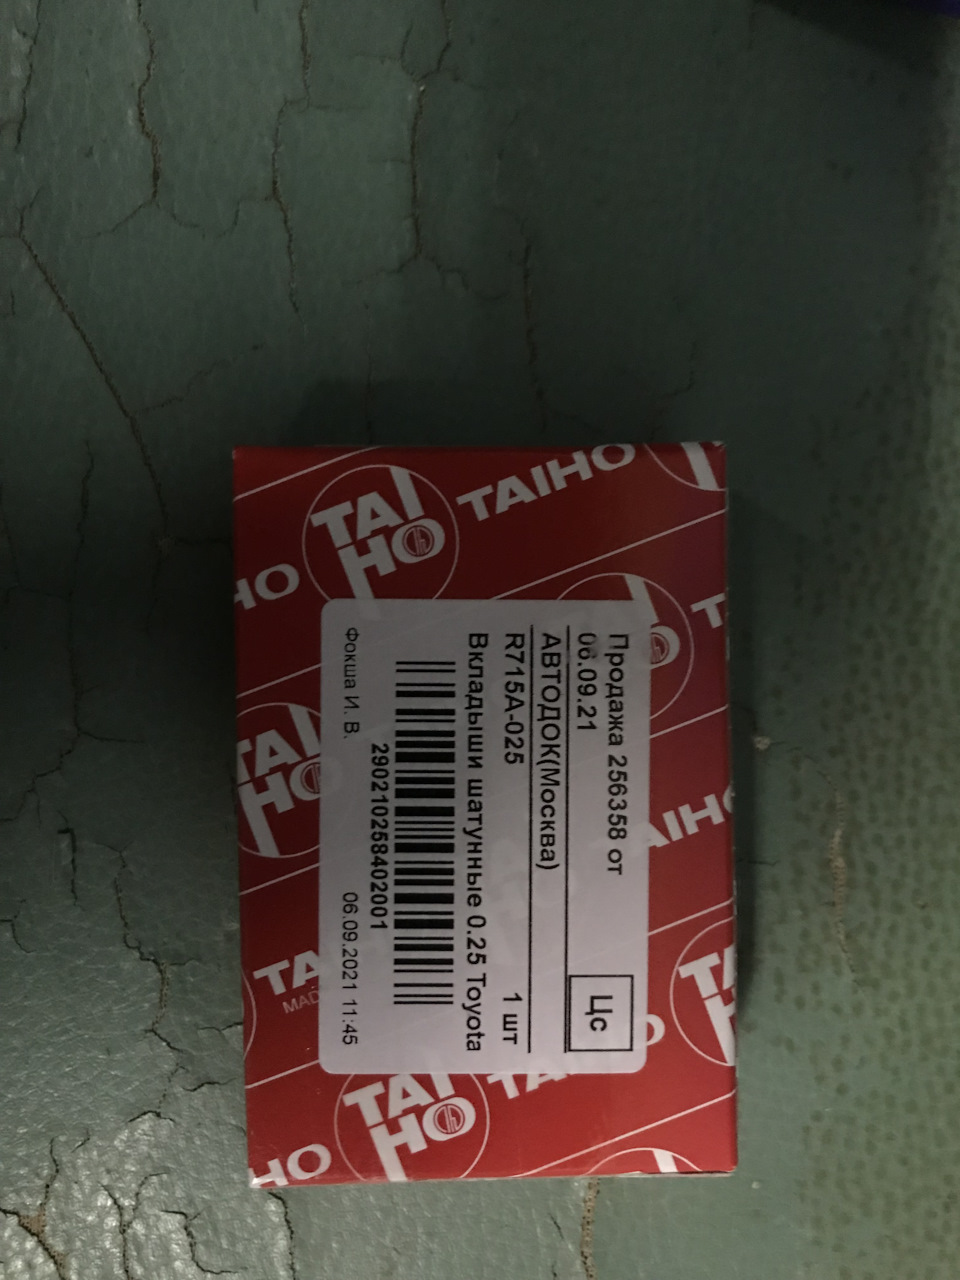 Продажа 256358 от
06.09.21
Цс
АВТОДОК(Москва)
R715A-025 1 шт
Вкладыши шатунные 0.25 Toyota
290210258402001
Фокша И. В. 06.09.2021 11:45
TAIHO
TAIHO
TAIHO
TAIHO